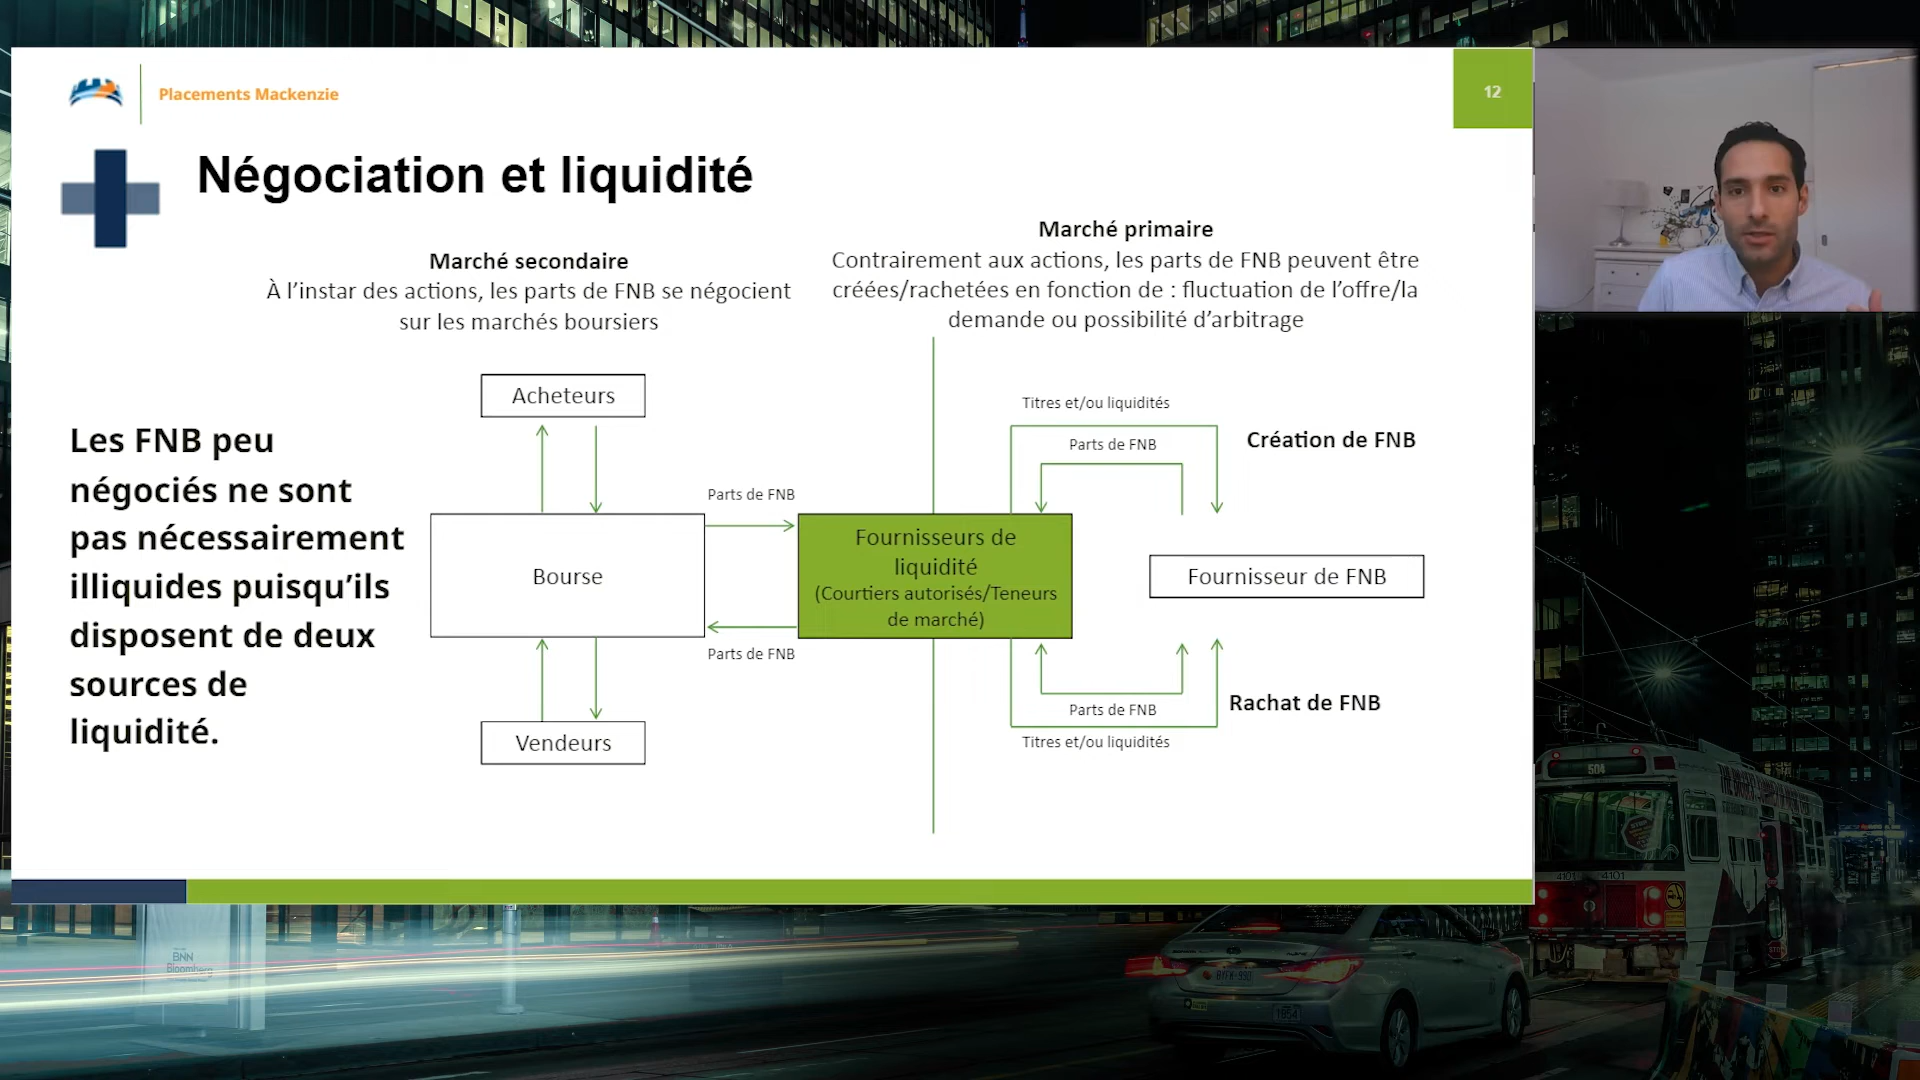 Placements Mackenzie
12
Négociation et liquidité
Marché secondaire
À l’instar des actions, les parts de FNB se négocient
sur les marchés boursiers
Marché primaire
Contrairement aux actions, les parts de FNB peuvent être
créées/rachetées en fonction de : fluctuation de l’offre/la
demande ou possibilité d’arbitrage
Les FNB peu
négociés ne sont
pas nécessairement
illiquides puisqu’ils
disposent de deux
sources de
liquidité.
Acheteurs
Bourse
Vendeurs
Parts de FNB
Parts de FNB
Fournisseurs de
liquidité
(Courtiers autorisés/Teneurs
de marché)
Titres et/ou liquidités
Parts de FNB
Création de FNB
Fournisseur de FNB
Rachat de FNB
Parts de FNB
Titres et/ou liquidités
504
4101
4101
STOP
BNN
Bloomberg
1654